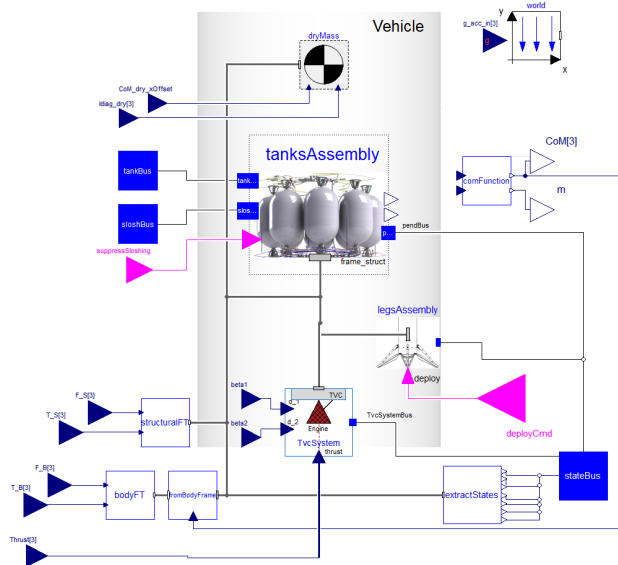 Vehicle
g_acc_in[3]
g
y
world
x
dryMass
CoM_dry_xOffset
Idiag_dry[3]
tanksAssembly
CoM[3]
tankBus
tank...
comFunction
m
sloshBus
slos...
p...
pendBus
suppressSloshing
frame_struct
legsAssembly
deploy
F_S[3]
beta1
TVC
d_1
T_S[3]
structuralFT
beta2
d_2
Engine
TvcSystem
TvcSystemBus
deployCmd
thrust
F_B[3]
T_B[3]
bodyFT
fromBodyFrame
extractStates
stateBus
Thrust[3]